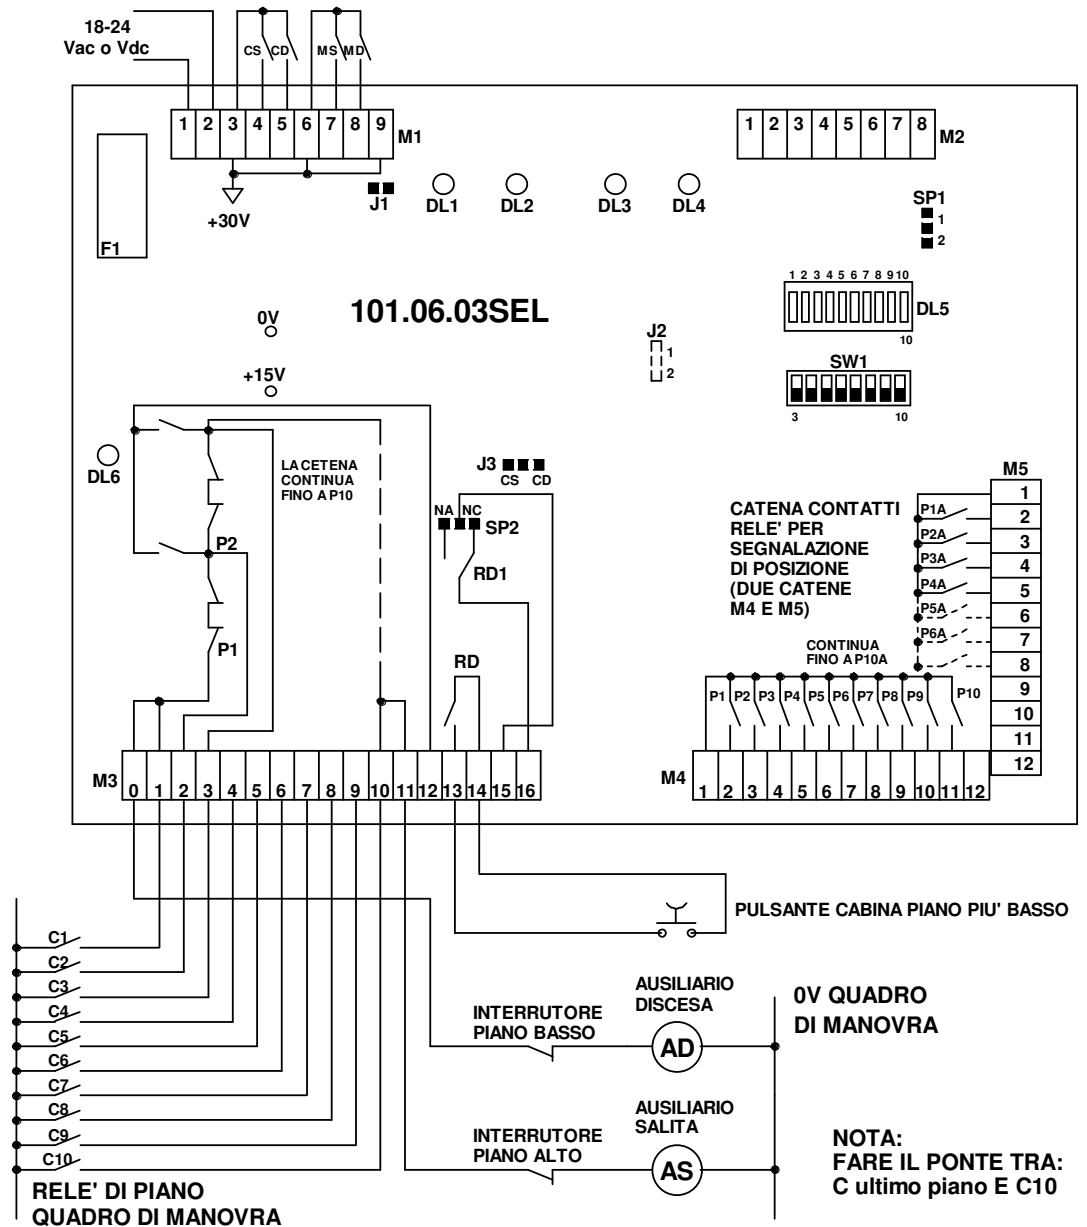 18-24
Vac o Vdc
CS CD MS MD
1 2 3 4 5 6 7 8 9 M1
1 2 3 4 5 6 7 8 M2
F1
+30V
J1
DL1 DL2 DL3 DL4
SP1
1
2
1 2 3 4 5 6 7 8 9 10
DL5
10
101.06.03SEL
0V
+15V
J2
1
2
SW1
3 10
DL6
LA CETENA
CONTINUA
FINO A P10
P2
P1
J3
CS CD
NA NC
SP2
RD1
RD
CATENA CONTATTI
RELE' PER
SEGNALAZIONE
DI POSIZIONE
(DUE CATENE
M4 E M5)
M5
1
P1A 2
P2A 3
P3A 4
P4A 5
P5A 6
P6A 7
8
9
10
11
12
CONTINUA
FINO A P10A
P1 P2 P3 P4 P5 P6 P7 P8 P9 P10
M3 0 1 2 3 4 5 6 7 8 9 10 11 12 13 14 15 16
M4 1 2 3 4 5 6 7 8 9 10 11 12
PULSANTE CABINA PIANO PIU' BASSO
C1
C2
C3
C4
C5
C6
C7
C8
C9
C10
RELE' DI PIANO
QUADRO DI MANOVRA
INTERRUTORE
PIANO BASSO
AUSILIARIO
DISCESA
AD
0V QUADRO
DI MANOVRA
INTERRUTORE
PIANO ALTO
AUSILIARIO
SALITA
AS
NOTA:
FARE IL PONTE TRA:
C ultimo piano E C10